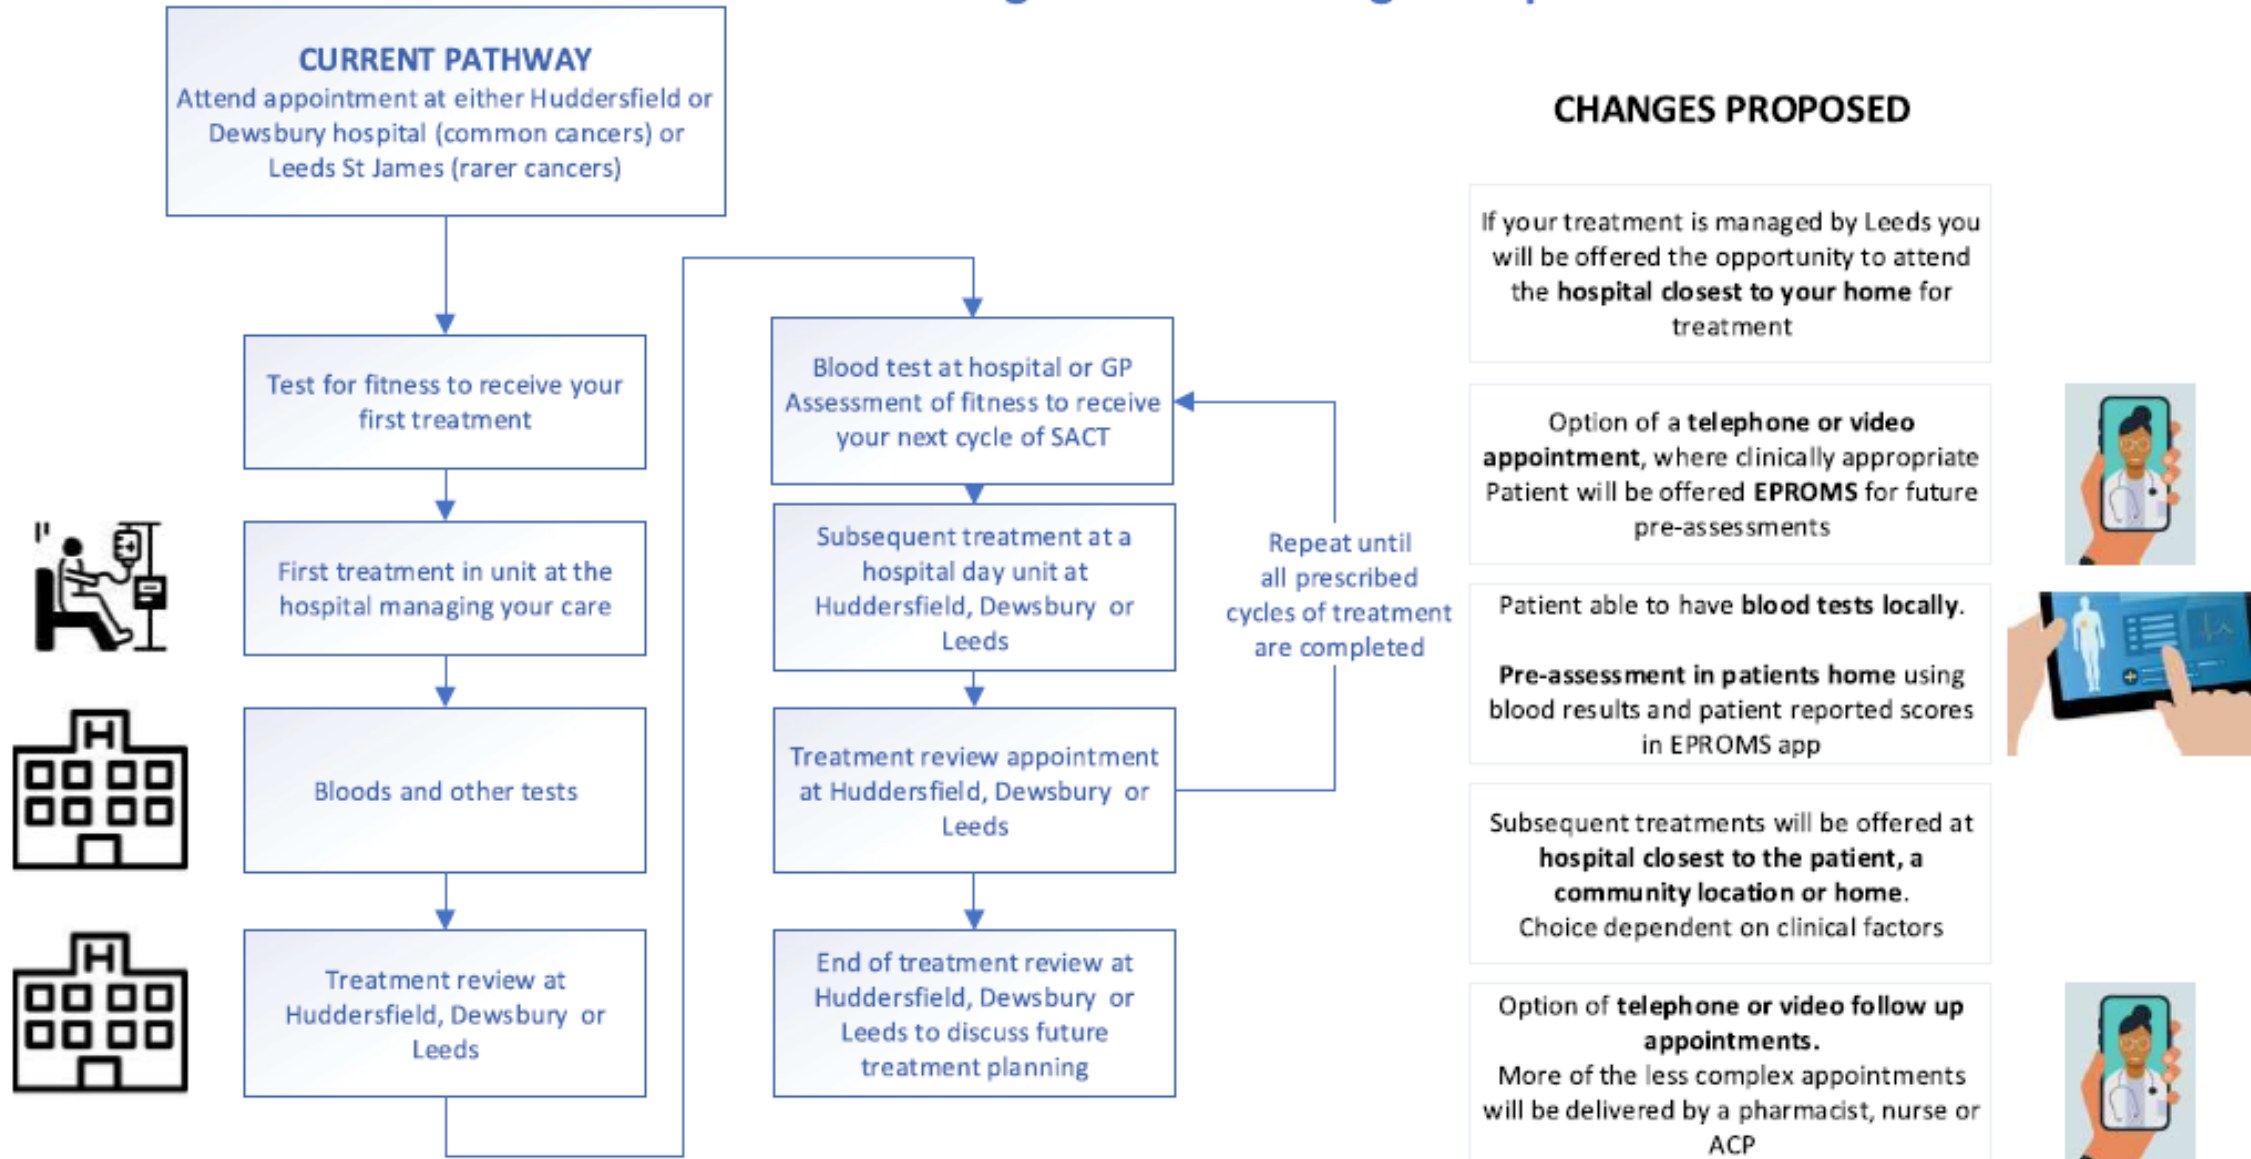 CURRENT PATHWAY
Attend appointment at either Huddersfield or
Dewsbury hospital (common cancers) or
Leeds St James (rarer cancers)
Test for fitness to receive your
first treatment
First treatment in unit at the
hospital managing your care
Bloods and other tests
Treatment review at
Huddersfield, Dewsbury or
Leeds
Blood test at hospital or GP
Assessment of fitness to receive
your next cycle of SACT
Subsequent treatment at a
hospital day unit at
Huddersfield, Dewsbury or
Leeds
Treatment review appointment
at Huddersfield, Dewsbury or
Leeds
End of treatment review at
Huddersfield, Dewsbury or
Leeds to discuss future
treatment planning
Repeat until
all prescribed
cycles of treatment
are completed
CHANGES PROPOSED
If your treatment is managed by Leeds you
will be offered the opportunity to attend
the hospital closest to your home for
treatment
Option of a telephone or video
appointment, where clinically appropriate
Patient will be offered EPROMS for future
pre-assessments
Patient able to have blood tests locally.
Pre-assessment in patients home using
blood results and patient reported scores
in EPROMS app
Subsequent treatments will be offered at
hospital closest to the patient, a
community location or home.
Choice dependent on clinical factors
Option of telephone or video follow up
appointments.
More of the less complex appointments
will be delivered by a pharmacist, nurse or
ACP
H
H